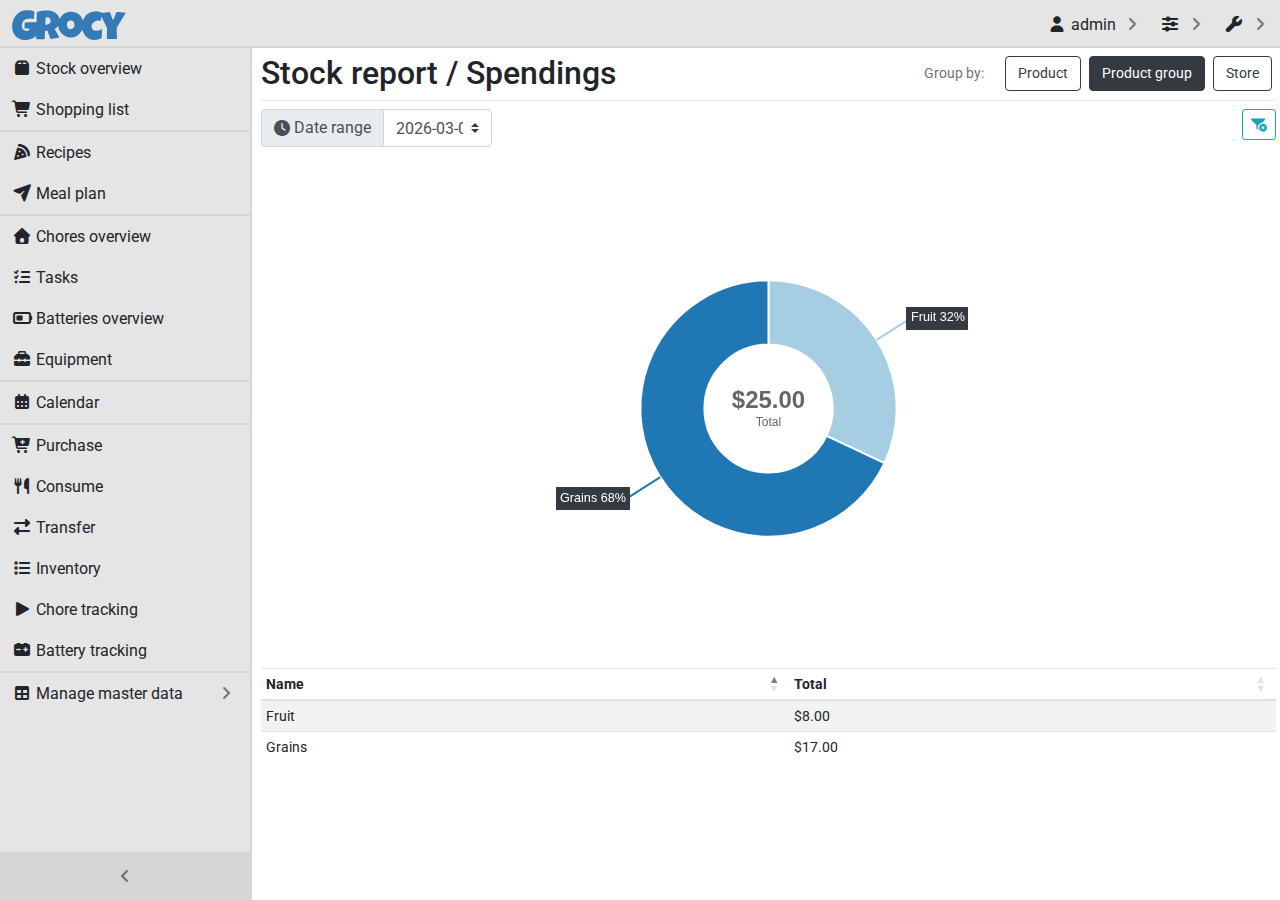 GROCY
admin
Stock overview
Shopping list
Recipes
Meal plan
Chores overview
Tasks
Batteries overview
Equipment
Calendar
Purchase
Consume
Transfer
Inventory
Chore tracking
Battery tracking
Manage master data
Stock report / Spendings
Group by:
Product
Product group
Store
Date range
2026-03-0
Fruit 32%
$25.00
Total
Grains 68%
Name Total
Fruit $8.00
Grains $17.00